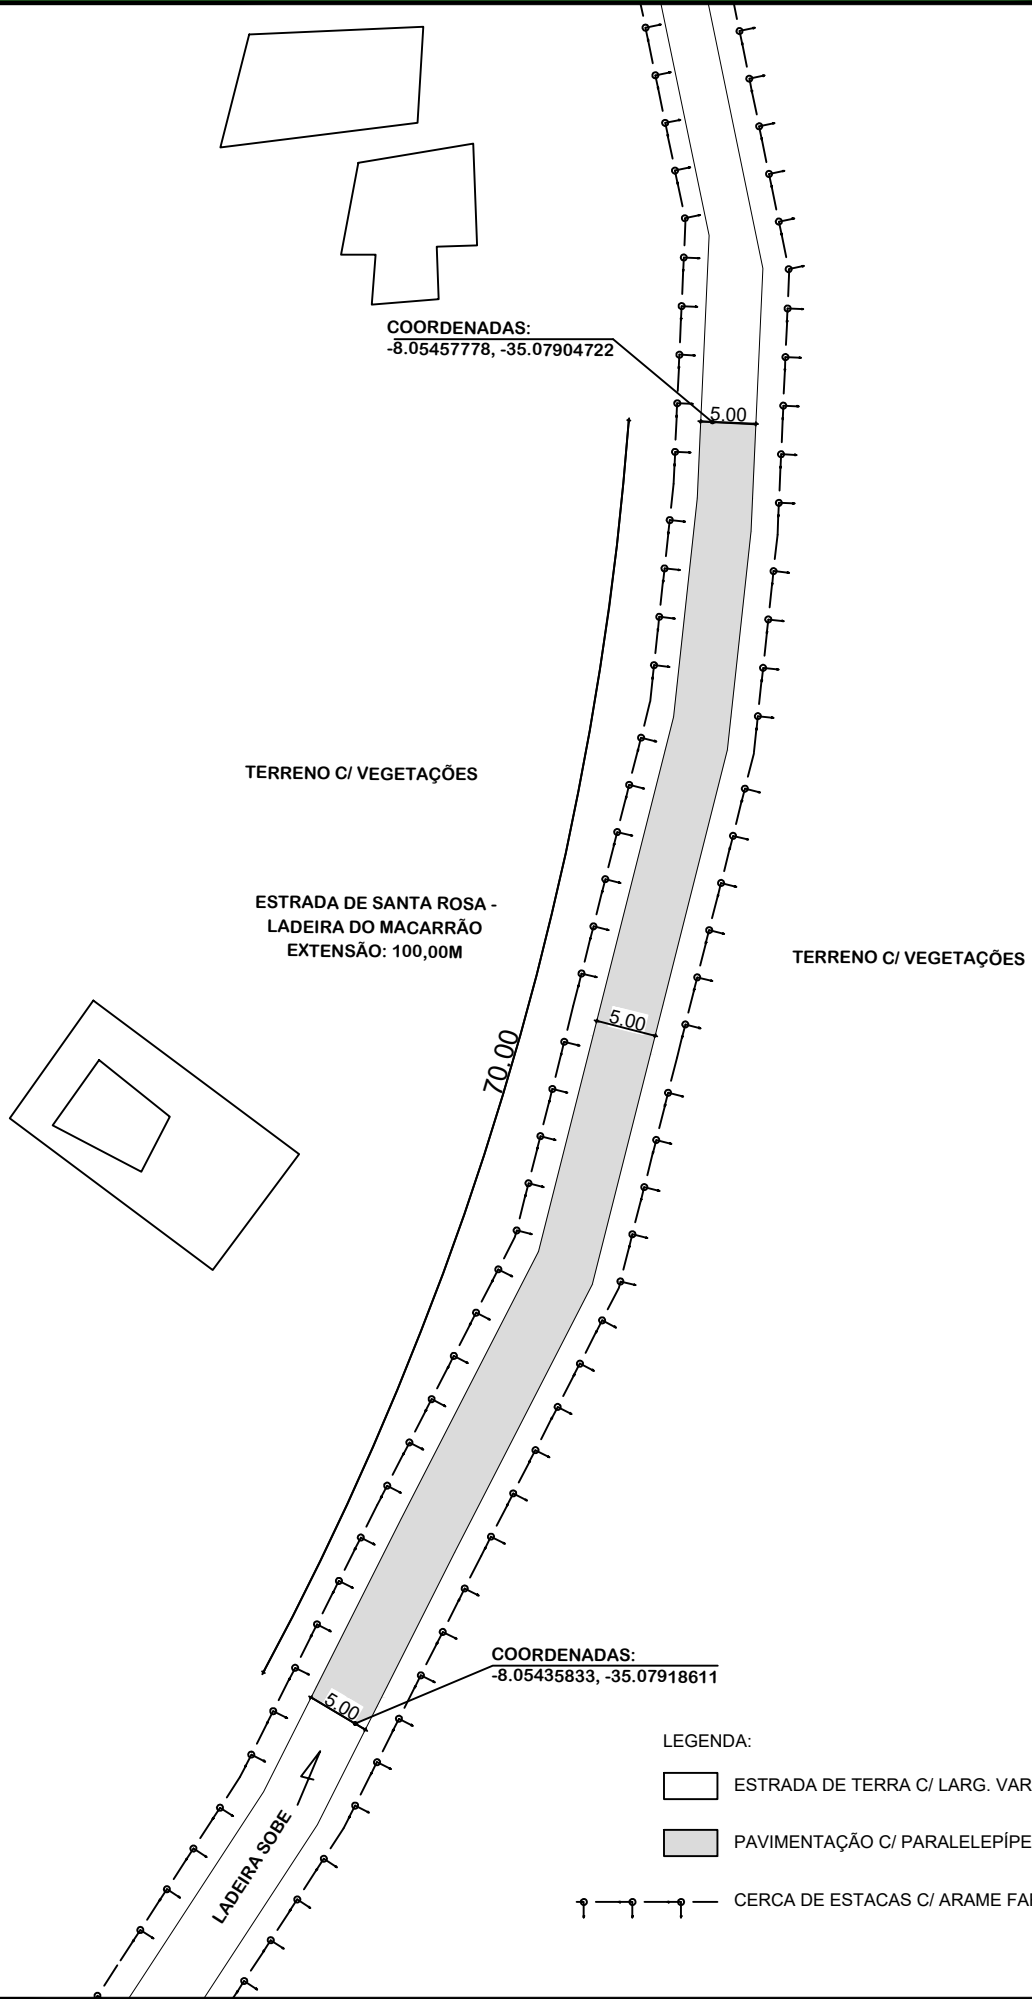 COORDENADAS:
-8.05457778, -35.07904722
5.00
TERRENO C/ VEGETAÇÕES
ESTRADA DE SANTA ROSA -
LADEIRA DO MACARRÃO
EXTENSÃO: 100,00M
TERRENO C/ VEGETAÇÕES
5.00
70.00
COORDENADAS:
-8.05435833, -35.07918611
5.00
LADEIRA SOBE
LEGENDA:
ESTRADA DE TERRA C/ LARG. VAR
PAVIMENTAÇÃO C/ PARALELEPÍPE
CERCA DE ESTACAS C/ ARAME